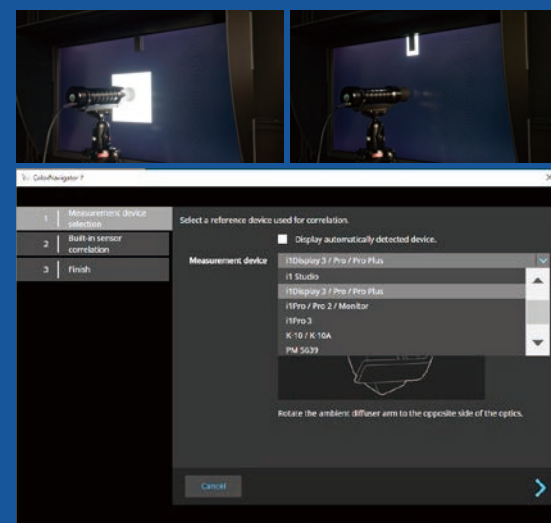 ColorNavigator 7
1 Measurement device selection
2 Built-in sensor correlation
3 Finish
Select a reference device used for correlation.
Display automatically detected device.
Measurement device
i1Display 3 / Pro / Pro Plus
i1 Studio
i1Display 3 / Pro / Pro Plus
i1Pro / Pro 2 / Monitor
i1Pro 3
K-10 / K-10A
PM 5639
Rotate the ambient diffuser arm to the opposite side of the optics.
Cancel